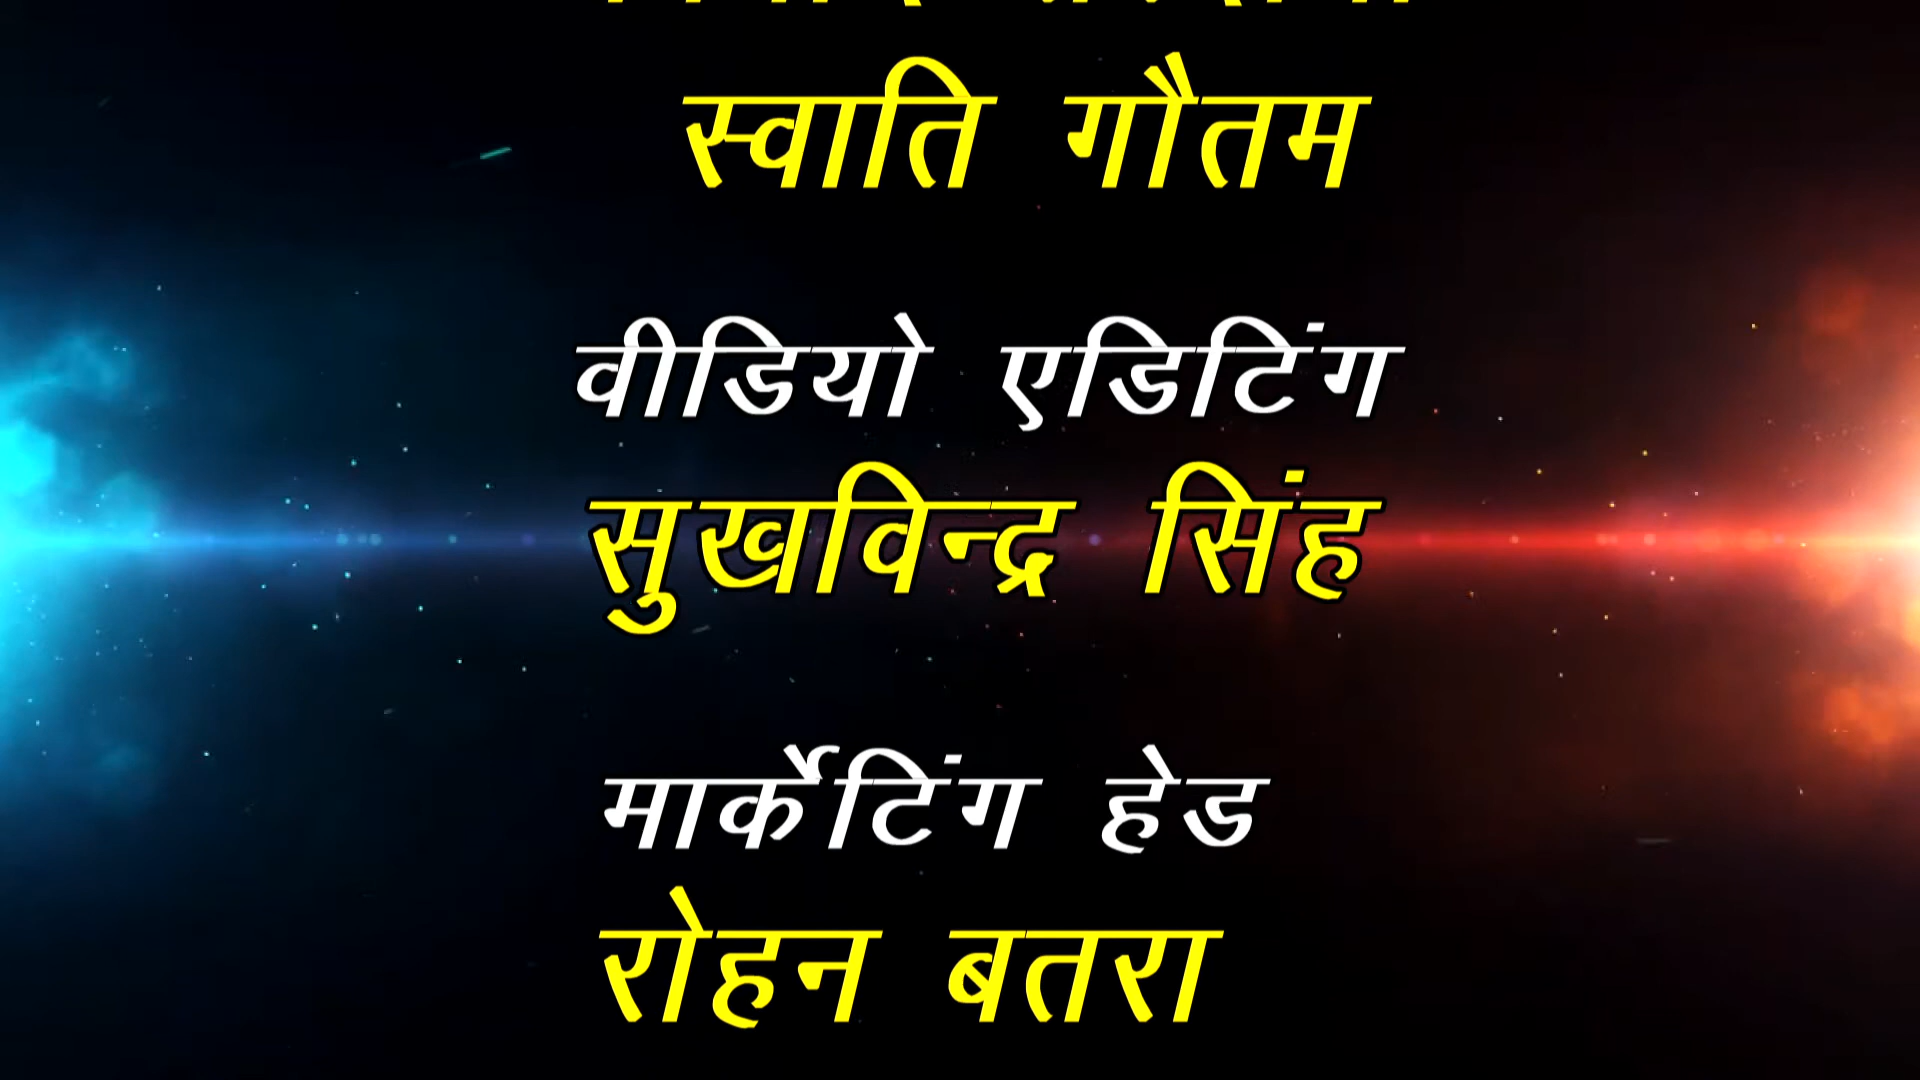 स्वाति गौतम
वीडियो एडिटिंग
सुखविन्द्र सिंह
मार्केटिंग हेड
रोहन बतरा